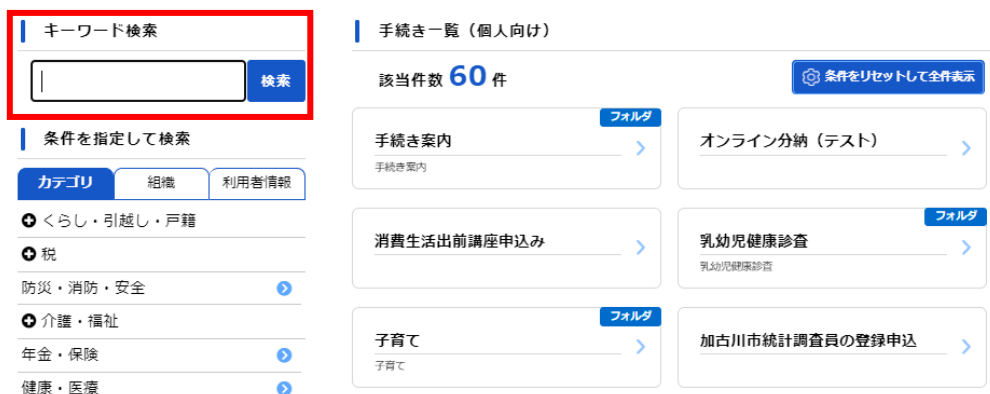 キーワード検索
検索
条件を指定して検索
カテゴリ 組織 利用者情報
くらし・引越し・戸籍
税
防災・消防・安全
介護・福祉
年金・保険
健康・医療
手続き一覧（個人向け）
該当件数 60 件
条件をリセットして全件表示
フォルダ
手続き案内
手続き案内
オンライン分納（テスト）
消費生活出前講座申込み
フォルダ
乳幼児健康診査
乳幼児健康診査
フォルダ
子育て
子育て
加古川市統計調査員の登録申込